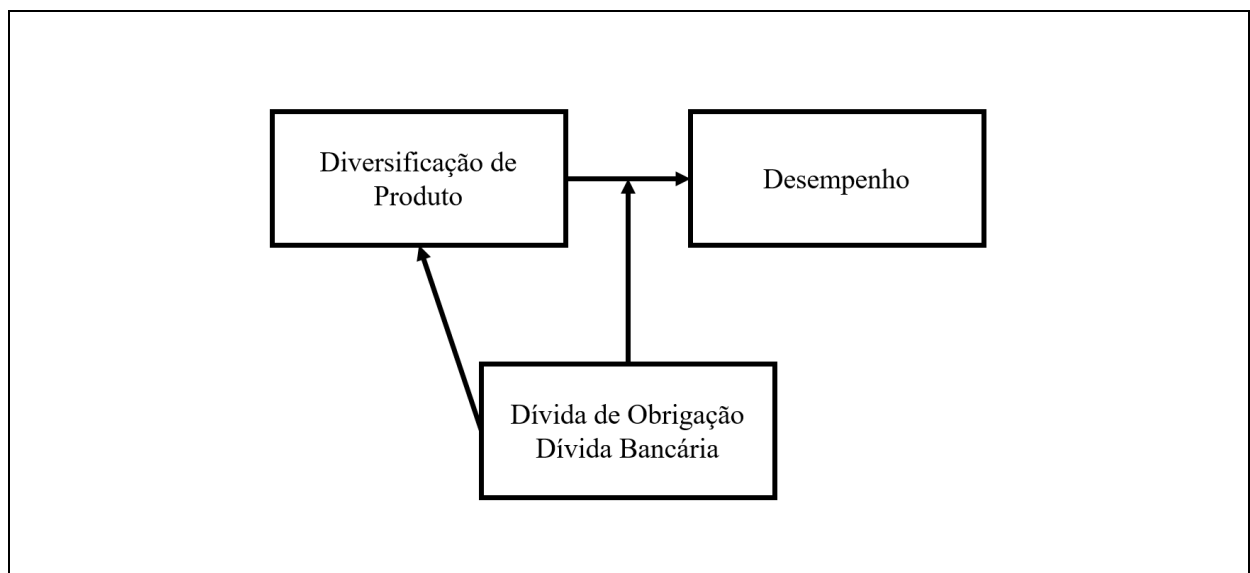 Diversificação de
Produto
Desempenho
Dívida de Obrigação
Dívida Bancária